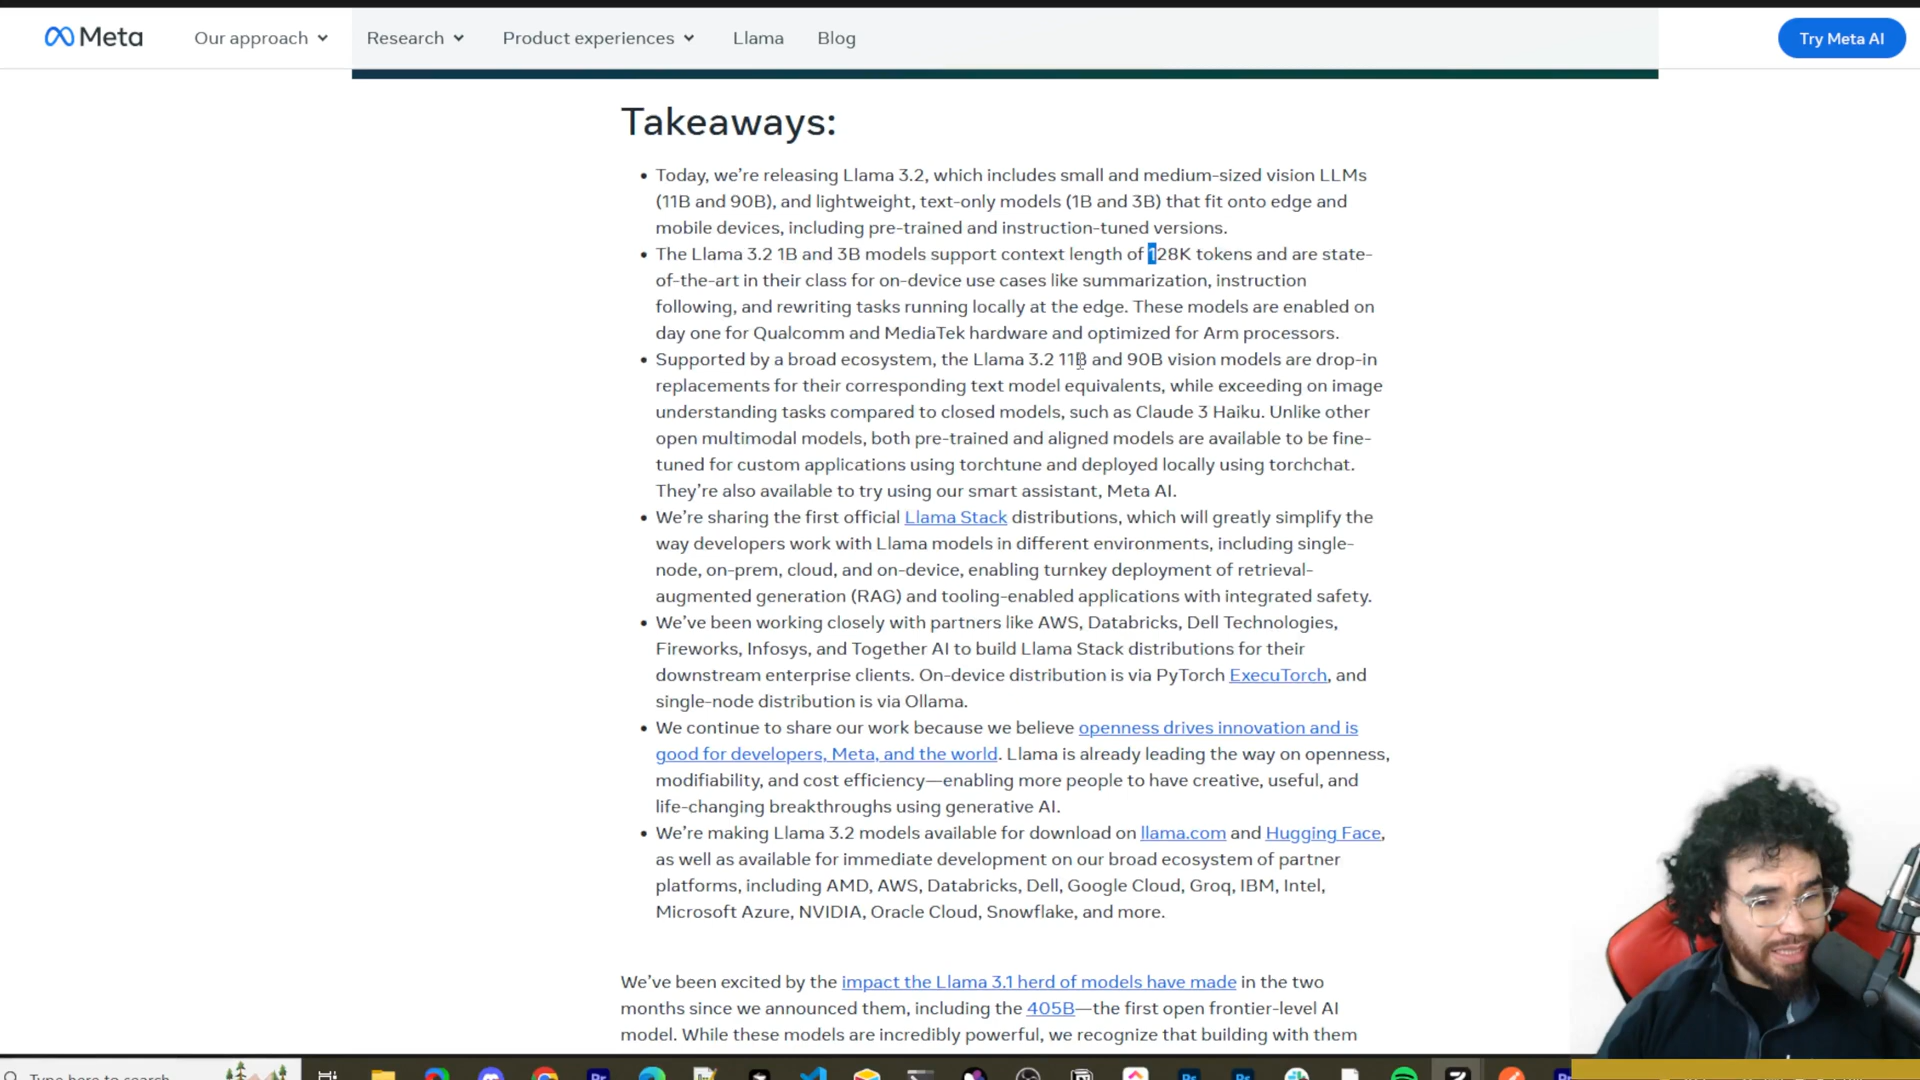 Meta
Our approach
Research
Product experiences
Llama
Blog
Try Meta AI
Takeaways:
• Today, we’re releasing Llama 3.2, which includes small and medium-sized vision LLMs
(11B and 90B), and lightweight, text-only models (1B and 3B) that fit onto edge and
mobile devices, including pre-trained and instruction-tuned versions.
• The Llama 3.2 1B and 3B models support context length of 128K tokens and are state-
of-the-art in their class for on-device use cases like summarization, instruction
following, and rewriting tasks running locally at the edge. These models are enabled on
day one for Qualcomm and MediaTek hardware and optimized for Arm processors.
• Supported by a broad ecosystem, the Llama 3.2 11B and 90B vision models are drop-in
replacements for their corresponding text model equivalents, while exceeding on image
understanding tasks compared to closed models, such as Claude 3 Haiku. Unlike other
open multimodal models, both pre-trained and aligned models are available to be fine-
tuned for custom applications using torchtune and deployed locally using torchchat.
They’re also available to try using our smart assistant, Meta AI.
• We’re sharing the first official Llama Stack distributions, which will greatly simplify the
way developers work with Llama models in different environments, including single-
node, on-prem, cloud, and on-device, enabling turnkey deployment of retrieval-
augmented generation (RAG) and tooling-enabled applications with integrated safety.
• We’ve been working closely with partners like AWS, Databricks, Dell Technologies,
Fireworks, Infosys, and Together AI to build Llama Stack distributions for their
downstream enterprise clients. On-device distribution is via PyTorch ExecuTorch, and
single-node distribution is via Ollama.
• We continue to share our work because we believe openness drives innovation and is
good for developers, Meta, and the world. Llama is already leading the way on openness,
modifiability, and cost efficiency—enabling more people to have creative, useful, and
life-changing breakthroughs using generative AI.
• We’re making Llama 3.2 models available for download on llama.com and Hugging Face,
as well as available for immediate development on our broad ecosystem of partner
platforms, including AMD, AWS, Databricks, Dell, Google Cloud, Groq, IBM, Intel,
Microsoft Azure, NVIDIA, Oracle Cloud, Snowflake, and more.
We’ve been excited by the impact the Llama 3.1 herd of models have made in the two
months since we announced them, including the 405B—the first open frontier-level AI
model. While these models are incredibly powerful, we recognize that building with them
Type here to search
Pr
Ps
Ps
Pr